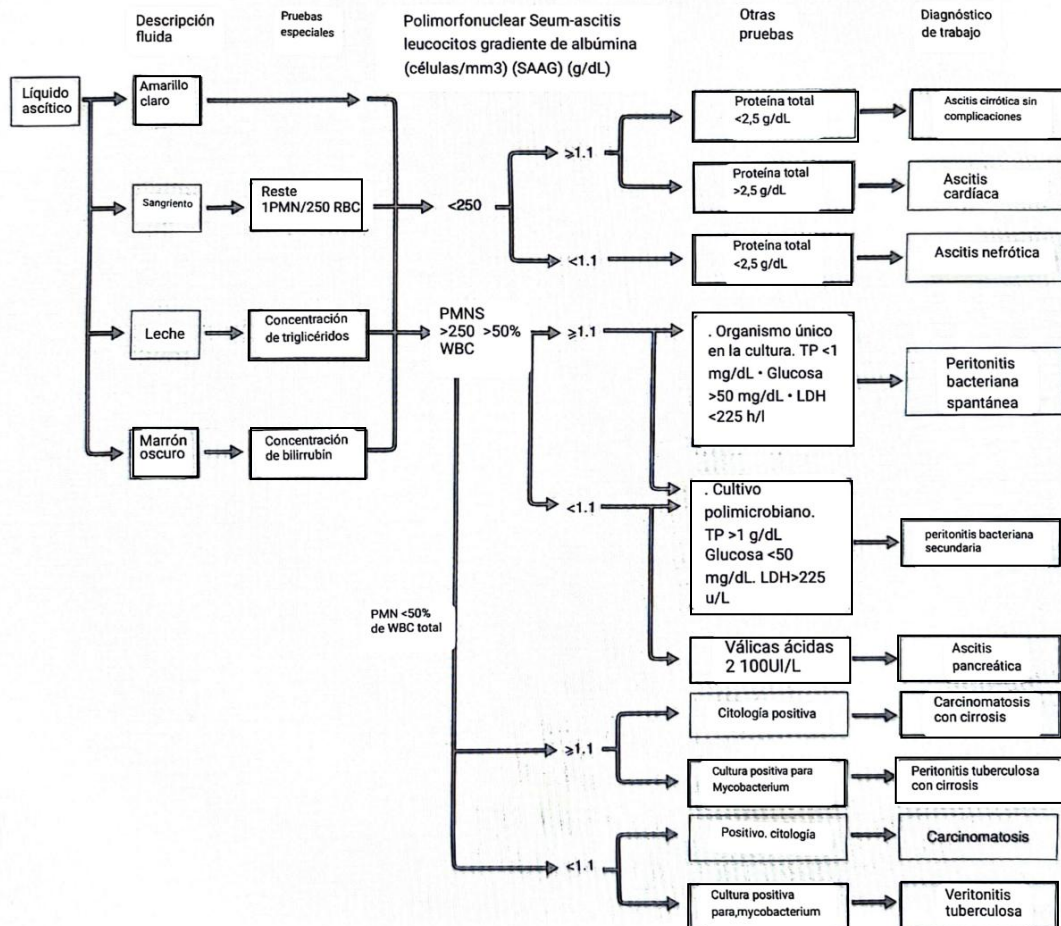 Descripción
fluida
Pruebas
especiales
Polimorfonuclear Seum-ascitis
leucocitos gradiente de albúmina
(células/mm3) (SAAG) (g/dL)
Otras
pruebas
Diagnóstico
de trabajo
Líquido
ascítico
Amarillo
claro
Sangriento
Reste
1PMN/250 RBC
Leche
Concentración
de triglicéridos
Marrón
oscuro
Concentración
de bilirrubín
<250
≥1.1
Proteína total
<2,5 g/dL
Ascitis cirrótica sin
complicaciones
Proteína total
>2,5 g/dL
Ascitis
cardíaca
<1.1
Proteína total
<2,5 g/dL
Ascitis nefrótica
PMNS
>250 >50%
WBC
≥1.1
. Organismo único
en la cultura. TP <1
mg/dL • Glucosa
>50 mg/dL • LDH
<225 h/l
Peritonitis
bacteriana
spantánea
<1.1
. Cultivo
polimicrobiano.
TP >1 g/dL
Glucosa <50
mg/dL. LDH>225
u/L
peritonitis bacteriana
secundaria
Válicas ácidas
2 100UI/L
Ascitis
pancreática
PMN <50%
de WBC total
≥1,1
Citología positiva
Carcinomatosis
con cirrosis
Cultura positiva para
Mycobacterium
Peritonitis tuberculosa
con cirrosis
<1.1
Positivo. citología
Carcinomatosis
Cultura positiva
para,mycobacterium
Veritonitis
tuberculosa